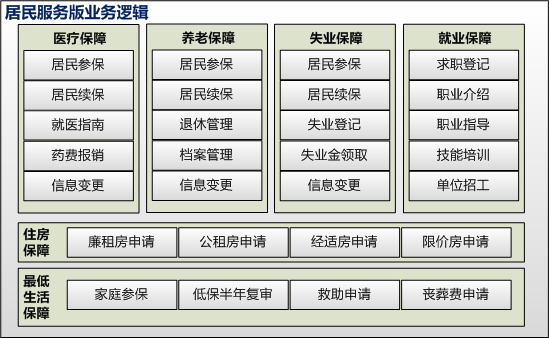 居民服务版业务逻辑
医疗保障
居民参保
居民续保
就医指南
药费报销
信息变更
养老保障
居民参保
居民续保
退休管理
档案管理
信息变更
失业保障
居民参保
居民续保
失业登记
失业金领取
信息变更
就业保障
求职登记
职业介绍
职业指导
技能培训
单位招工
住房
保障
廉租房申请
公租房申请
经适房申请
限价房申请
最低
生活
保障
家庭参保
低保半年复审
救助申请
丧葬费申请